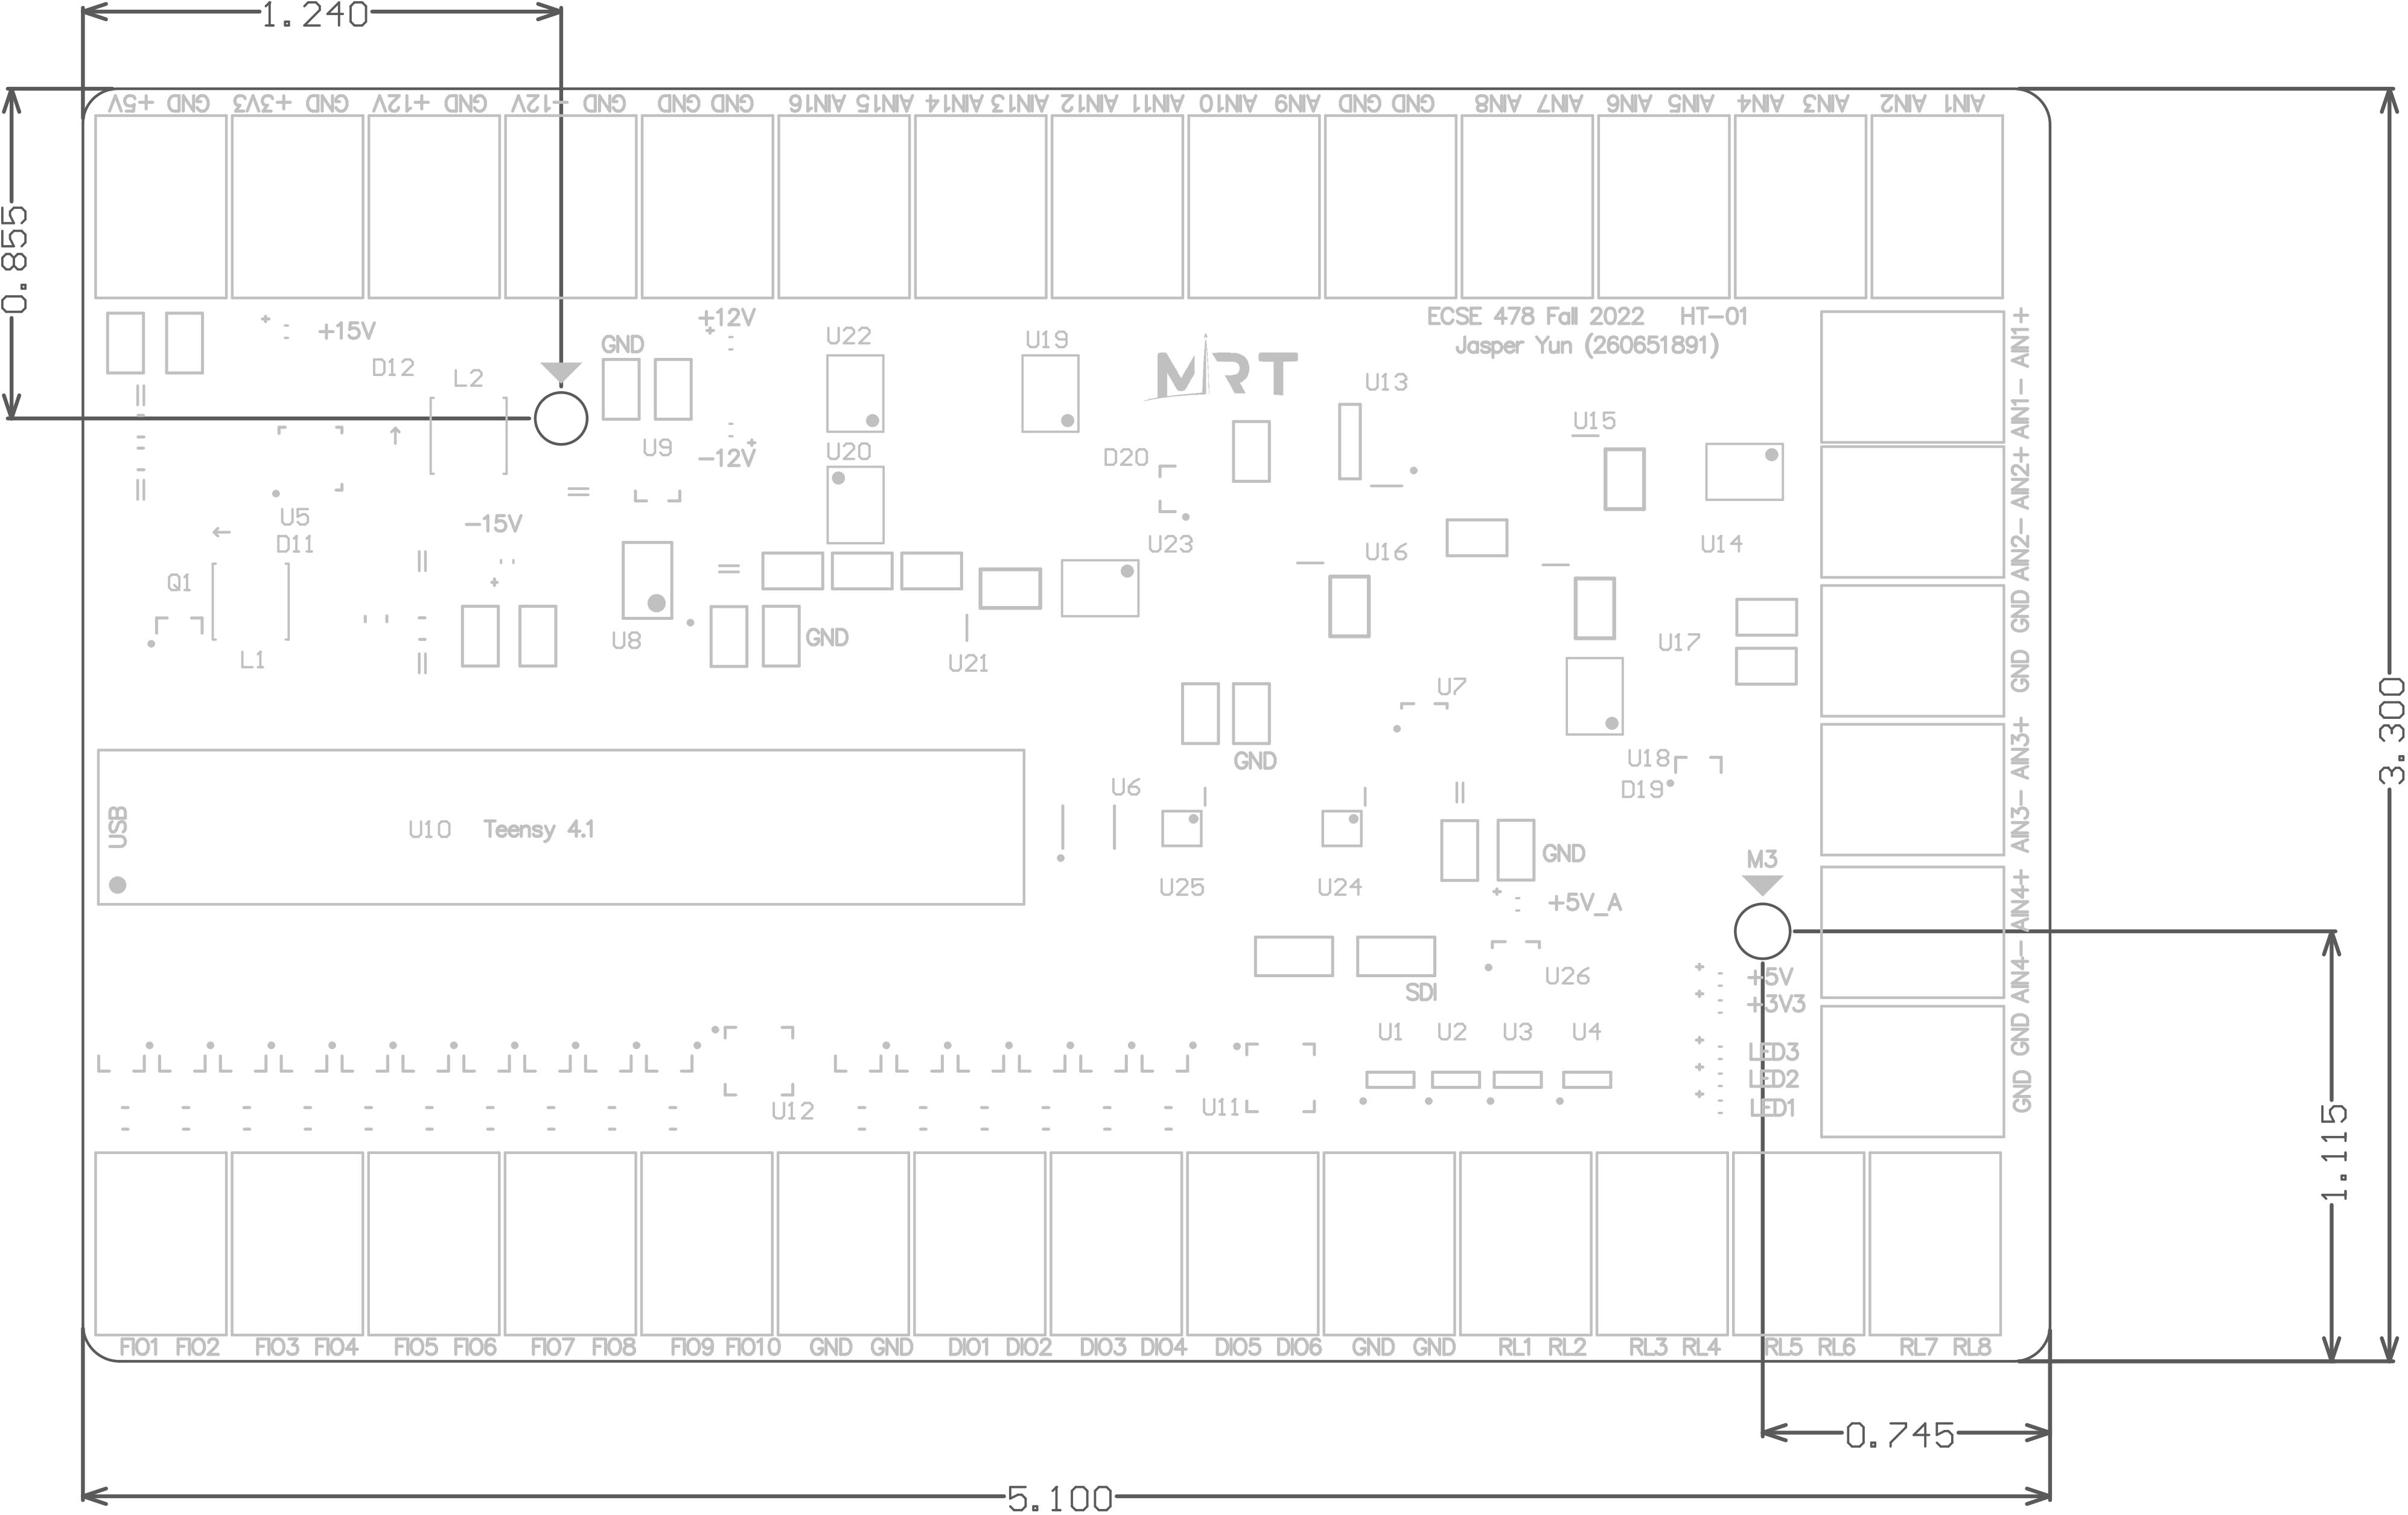 1.240
+5V GND +3V3 GND +12V GND -12V GND GND GND AIN16 AIN15 AIN14 AIN13 AIN12 AIN11 AIN10 AIN9 GND GND AIN8 AIN7 AIN6 AIN5 AIN4 AIN3 AIN2 AIN1
0.855
ECSE 478 Fall 2022 HT-01
Jasper Yun (260651891)
+15V
D12
L2
GND
+12V
U22
U19
MRT
U13
U15
AIN1- AIN1+
U9
-12V
U20
D20
U5
D11
-15V
U23
U16
U14
AIN2- AIN2+
Q1
L1
U8
GND
U21
U17
GND GND
U7
GND
U18
D19
AIN3- AIN3+
3.300
USB
U10 Teensy 4.1
U6
U25
U24
GND
+5V_A
M3
AIN4- AIN4+
SDI
U26
+5V
+3V3
U1 U2 U3 U4
LED3
LED2
LED1
GND GND
U12
U11
1.115
FIO1 FIO2 FIO3 FIO4 FIO5 FIO6 FIO7 FIO8 FIO9 FIO10 GND GND DIO1 DIO2 DIO3 DIO4 DIO5 DIO6 GND GND RL1 RL2 RL3 RL4 RL5 RL6 RL7 RL8
0.745
5.100